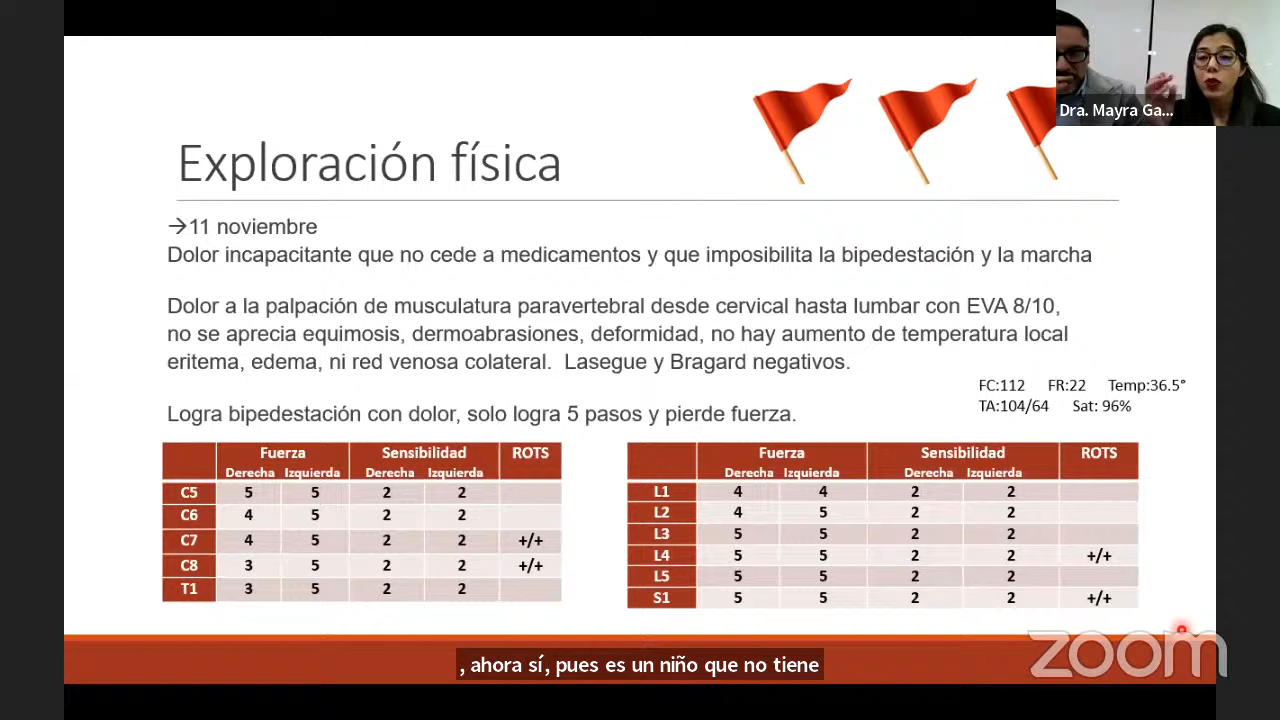 Dra. Mayra Ga...
Exploración física
→11 noviembre
Dolor incapacitante que no cede a medicamentos y que imposibilita la bipedestación y la marcha
Dolor a la palpación de musculatura paravertebral desde cervical hasta lumbar con EVA 8/10,
no se aprecia equimosis, dermoabrasiones, deformidad, no hay aumento de temperatura local
eritema, edema, ni red venosa colateral. Lasegue y Bragard negativos.
FC:112 FR:22 Temp:36.5°
TA:104/64 Sat: 96%
Logra bipedestación con dolor, solo logra 5 pasos y pierde fuerza.
Fuerza Sensibilidad ROTS
Derecha Izquierda Derecha Izquierda
C5 5 5 2 2
C6 4 5 2 2
C7 4 5 2 2 +/+
C8 3 5 2 2 +/+
T1 3 5 2 2
Fuerza Sensibilidad ROTS
Derecha Izquierda Derecha Izquierda
L1 4 4 2 2
L2 4 5 2 2
L3 5 5 2 2
L4 5 5 2 2 +/+
L5 5 5 2 2
S1 5 5 2 2 +/+
, ahora sí, pues es un niño que no tiene
zoom